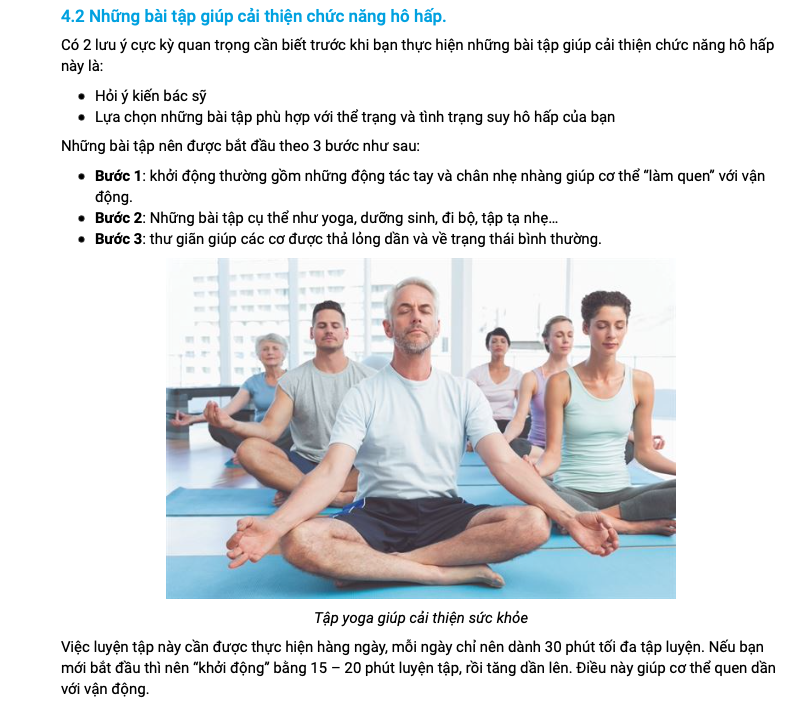 4.2 Những bài tập giúp cải thiện chức năng hô hấp.
Có 2 lưu ý cực kỳ quan trọng cần biết trước khi bạn thực hiện những bài tập giúp cải thiện chức năng hô hấp
này là:
• Hỏi ý kiến bác sỹ
• Lựa chọn những bài tập phù hợp với thể trạng và tình trạng suy hô hấp của bạn
Những bài tập nên được bắt đầu theo 3 bước như sau:
• Bước 1: khởi động thường gồm những động tác tay và chân nhẹ nhàng giúp cơ thể “làm quen” với vận
động.
• Bước 2: Những bài tập cụ thể như yoga, dưỡng sinh, đi bộ, tập tạ nhẹ…
• Bước 3: thư giãn giúp các cơ được thả lỏng dần và về trạng thái bình thường.
Tập yoga giúp cải thiện sức khỏe
Việc luyện tập này cần được thực hiện hàng ngày, mỗi ngày chỉ nên dành 30 phút tối đa tập luyện. Nếu bạn
mới bắt đầu thì nên “khởi động” bằng 15 – 20 phút luyện tập, rồi tăng dần lên. Điều này giúp cơ thể quen dần
với vận động.